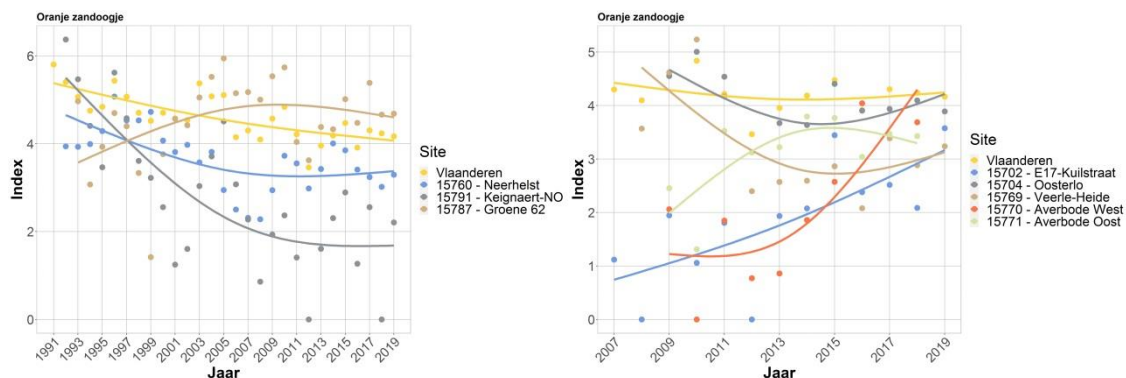 Oranje zandoogje
Index
6
4
2
0
1991
1993
1995
1997
1999
2001
2003
2005
2007
2009
2011
2013
2015
2017
2019
Jaar
Site
Vlaanderen
15760 - Neerhelst
15791 - Keignaert-NO
15787 - Groene 62
Oranje zandoogje
Index
5
4
3
2
1
0
2007
2009
2011
2013
2015
2017
2019
Jaar
Site
Vlaanderen
15702 - E17-Kuilstraat
15704 - Oosterlo
15769 - Veerle-Heide
15770 - Averbode West
15771 - Averbode Oost